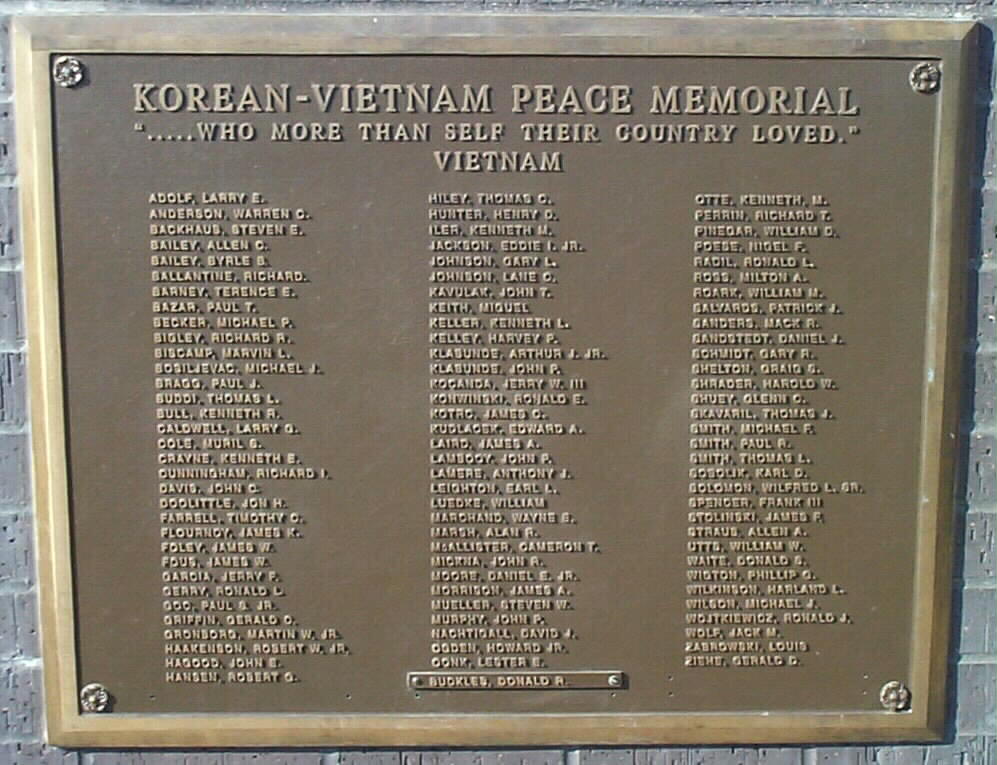 KOREAN-VIETNAM PEACE MEMORIAL
".....WHO MORE THAN SELF THEIR COUNTRY LOVED."
VIETNAM
ADOLF, LARRY E.
ANDERSON, WARREN C.
BACKHAUS, STEVEN E.
BAILEY, ALLEN C.
BAILEY, BYRLE B.
BALLANTINE, RICHARD.
BARNEY, TERENCE E.
BAZAR, PAUL T.
BECKER, MICHAEL P.
BIGLEY, RICHARD R.
BISCAMP, MARVIN L.
BOSILJEVAC, MICHAEL J.
BRAGG, PAUL J.
BUDDI, THOMAS L.
BULL, KENNETH R.
CALDWELL, LARRY G.
COLE, MURIL S.
CRAYNE, KENNETH E.
CUNNINGHAM, RICHARD I.
DAVIS, JOHN C.
DOOLITTLE, JON H.
FARRELL, TIMOTHY C.
FLOURNOY, JAMES K.
FOLEY, JAMES W.
FOUS, JAMES W.
GARCIA, JERRY P.
GERRY, RONALD L.
GOC, PAUL S. JR.
GRIFFIN, GERALD C.
GRONBORG, MARTIN W. JR.
HAAKENSON, ROBERT W. JR.
HAGOOD, JOHN E.
HANSEN, ROBERT G.
HILEY, THOMAS C.
HUNTER, HENRY D.
ILER, KENNETH M.
JACKSON, EDDIE I. JR.
JOHNSON, GARY L.
JOHNSON, LANE C.
KAVULAK, JOHN T.
KEITH, MIGUEL
KELLER, KENNETH L.
KELLEY, HARVEY P.
KLABUNDE, ARTHUR J. JR.
KLABUNDE, JOHN P.
KOCANDA, JERRY W. III
KONWINSKI, RONALD E.
KOTRC, JAMES C.
KUDLACEK, EDWARD A.
LAIRD, JAMES A.
LAMBOOY, JOHN P.
LAMERE, ANTHONY J.
LEIGHTON, EARL L.
LUEDKE, WILLIAM
MARCHAND, WAYNE E.
MARSH, ALAN R.
McALLISTER, CAMERON T.
MICKNA, JOHN R.
MOORE, DANIEL E. JR.
MORRISON, JAMES A.
MUELLER, STEVEN W.
MURPHY, JOHN P.
NACHTIGALL, DAVID J.
OGDEN, HOWARD JR.
OONK, LESTER E.
BUCKLES, DONALD R.
OTTE, KENNETH, M.
PERRIN, RICHARD T.
PINEGAR, WILLIAM D.
POESE, NIGEL F.
RADIL, RONALD L.
ROSS, MILTON A.
ROARK, WILLIAM M.
SALYARDS, PATRICK J.
SANDERS, MACK R.
SANDSTEDT, DANIEL J.
SCHMIDT, GARY R.
SHELTON, CRAIG S.
SHRADER, HAROLD W.
SHUEY, GLENN C.
SKAVARIL, THOMAS J.
SMITH, MICHAEL F.
SMITH, PAUL R.
SMITH, THOMAS L.
SOBOLIK, KARL D.
SOLOMON, WILFRED L. SR.
SPENCER, FRANK III
STOLINSKI, JAMES F.
STRAUS, ALLEN A.
UTTS, WILLIAM W.
WAITE, DONALD S.
WIGTON, PHILLIP G.
WILKINSON, HARLAND L.
WILSON, MICHAEL J.
WOJTKIEWICZ, RONALD J.
WOLF, JACK M.
ZABROWSKI, LOUIS
ZIEHE, GERALD D.